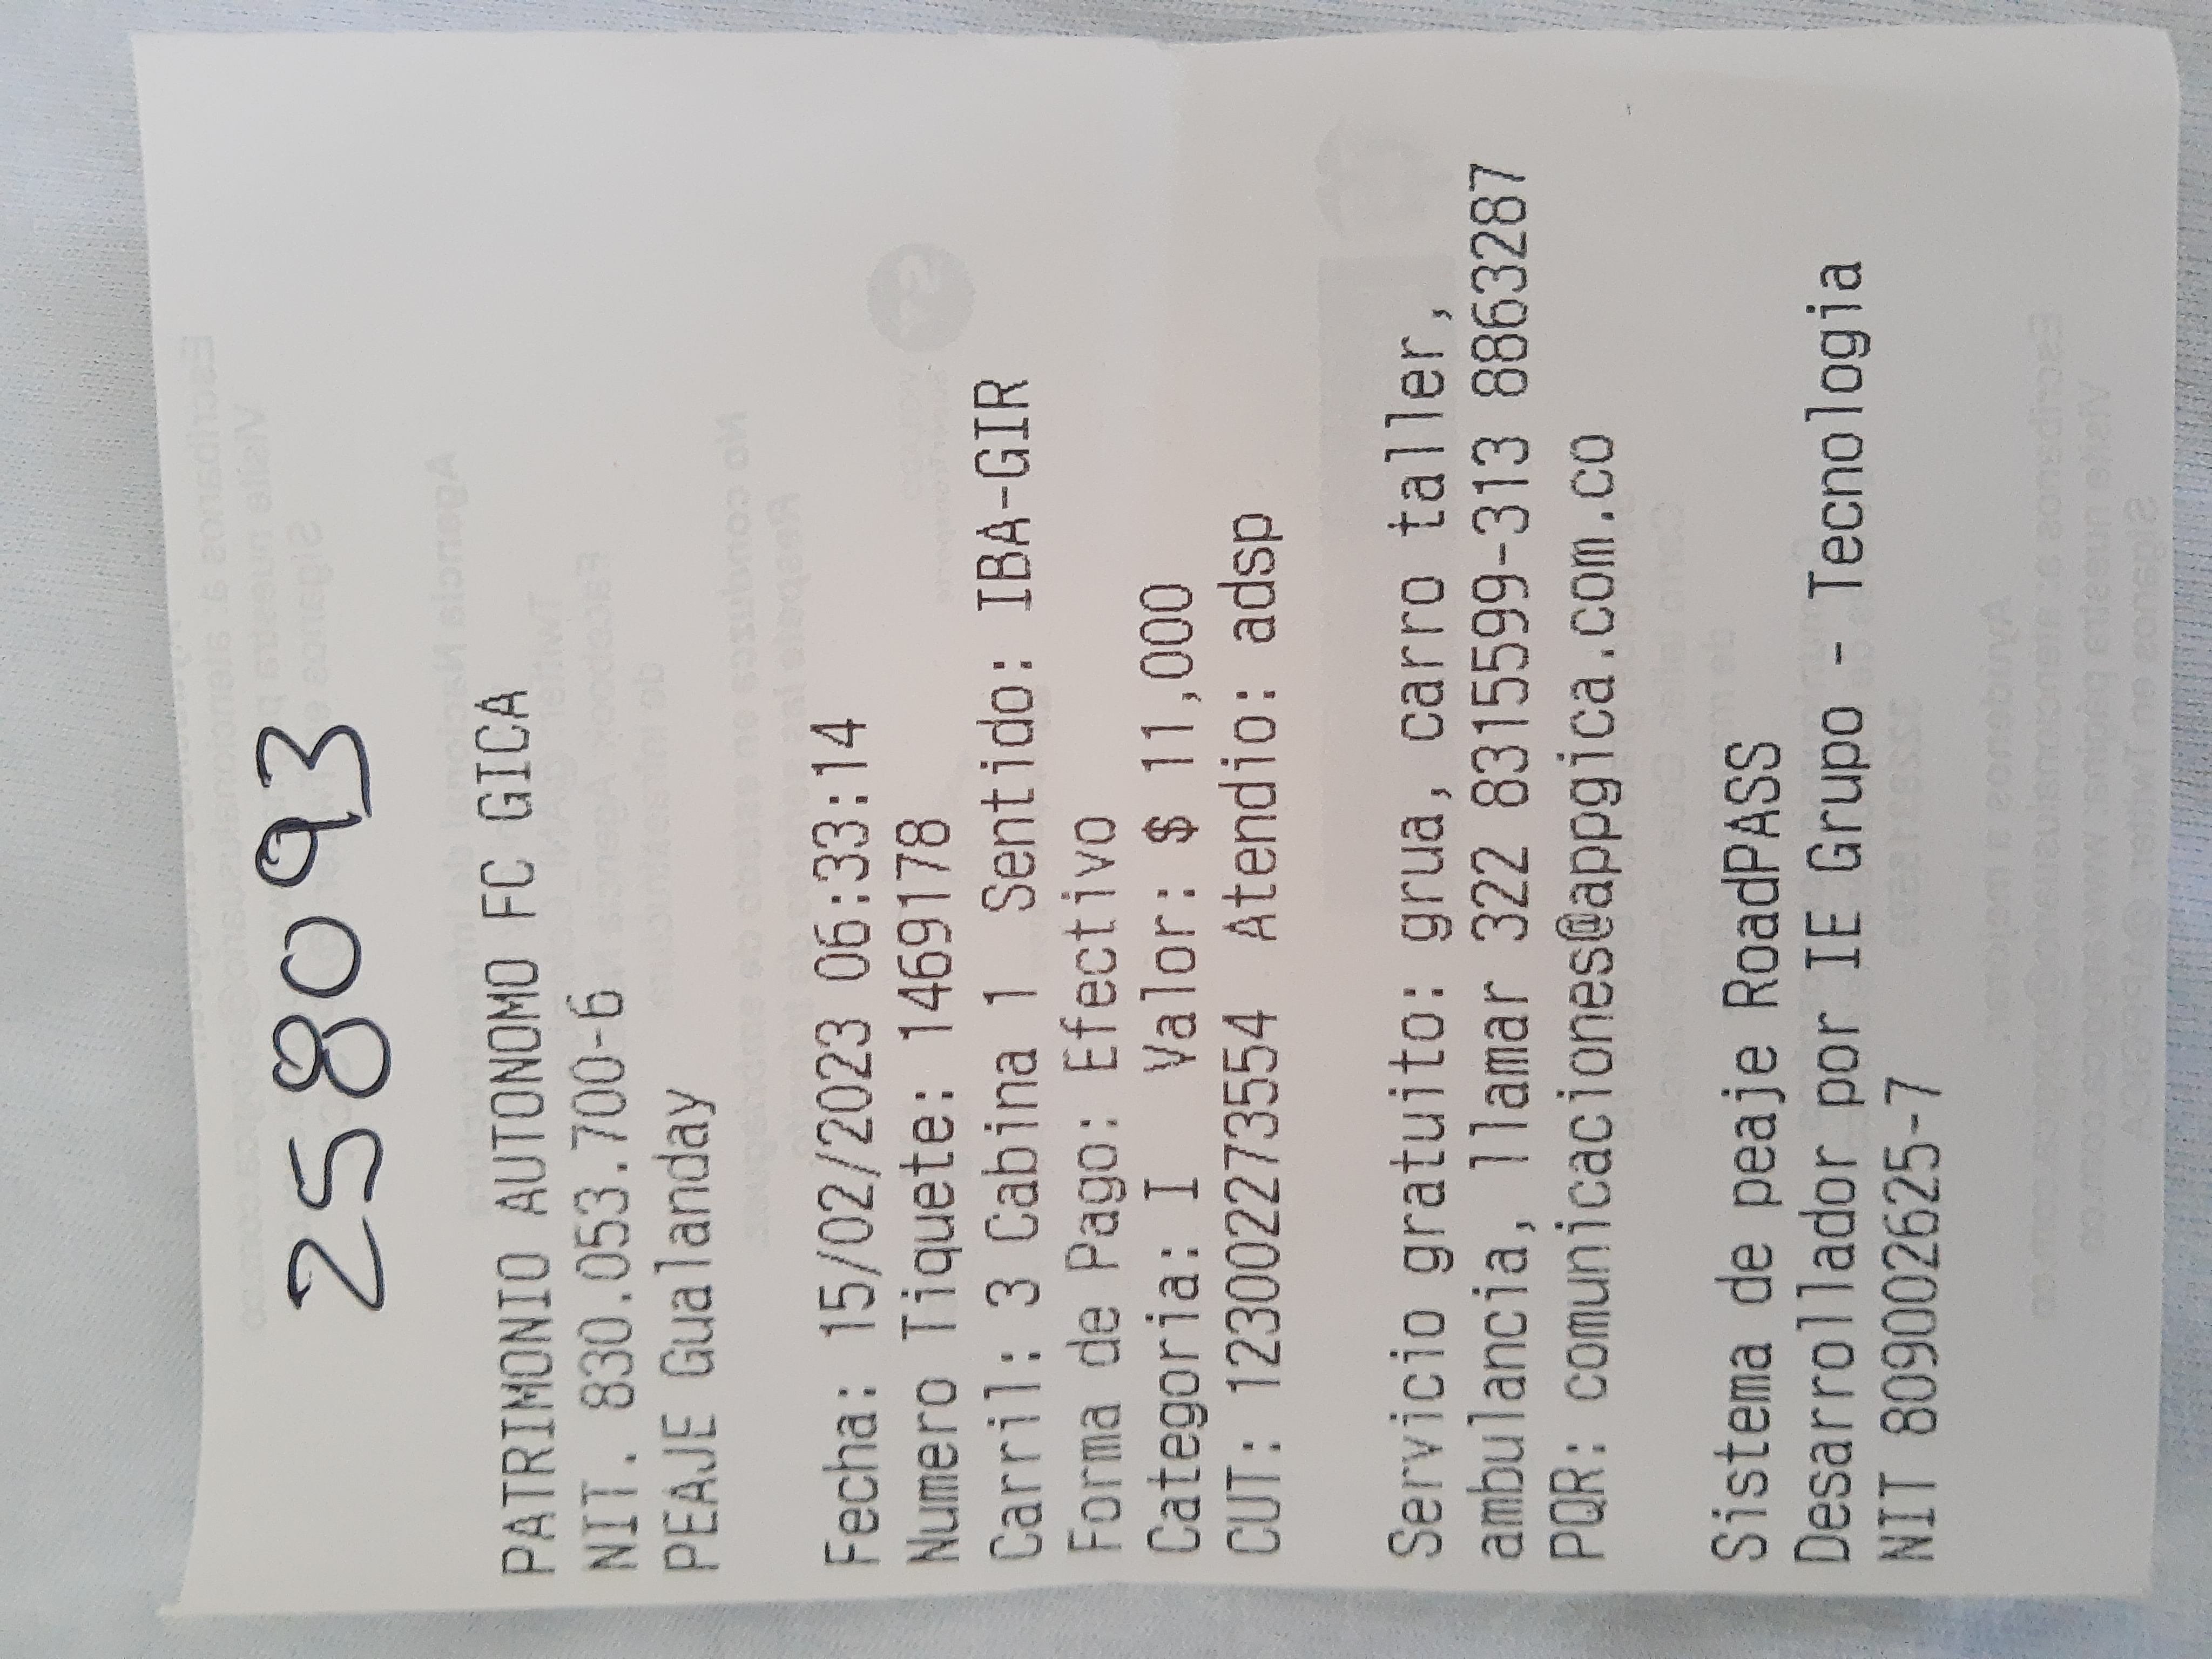 25893
PATRIMONIO AUTONOMO FC GICA
NIT. 830.053.700-6
PEAJE Gualanday
Fecha: 15/02/2023 06:33:14
Numero Tiquete: 1469178
Carril: 3 Cabina 1 Sentido: IBA-GIR
Forma de Pago: Efectivo
Categoria: I Valor: $ 11,000
CUT: 123002273554 Atendio: adsp
Servicio gratuito: grua, carro taller,
ambulancia, llamar 322 8315599-313 8863287
PQR: comunicaciones@appgica.com.co
Sistema de peaje RoadPASS
Desarrollador por IE Grupo - Tecnologia
NIT 809002625-7